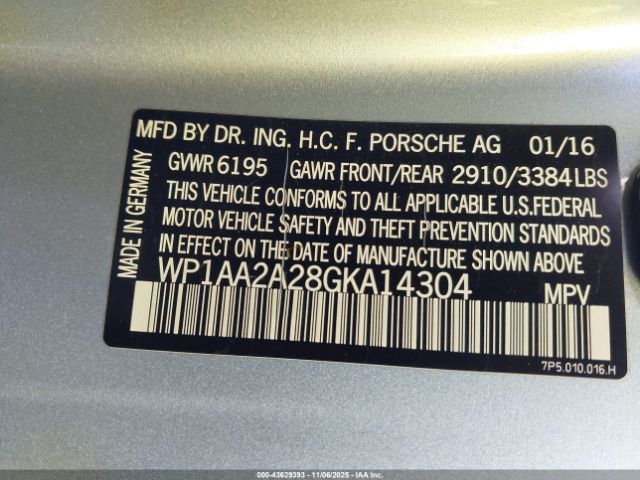 MFD BY DR. ING. H.C. F. PORSCHE AG 01/16
GVWR 6195 GAWR FRONT/REAR 2910/3384 LBS
THIS VEHICLE CONFORMS TO ALL APPLICABLE U.S.FEDERAL
MOTOR VEHICLE SAFETY AND THEFT PREVENTION STANDARDS
IN EFFECT ON THE DATE OF MANUFACTURE SHOWN ABOVE
WP1AA2A28GKA14304 MPV
7P5.010.016.H
MADE IN GERMANY
000-43629393 - 11/06/2025 - IAAI.com